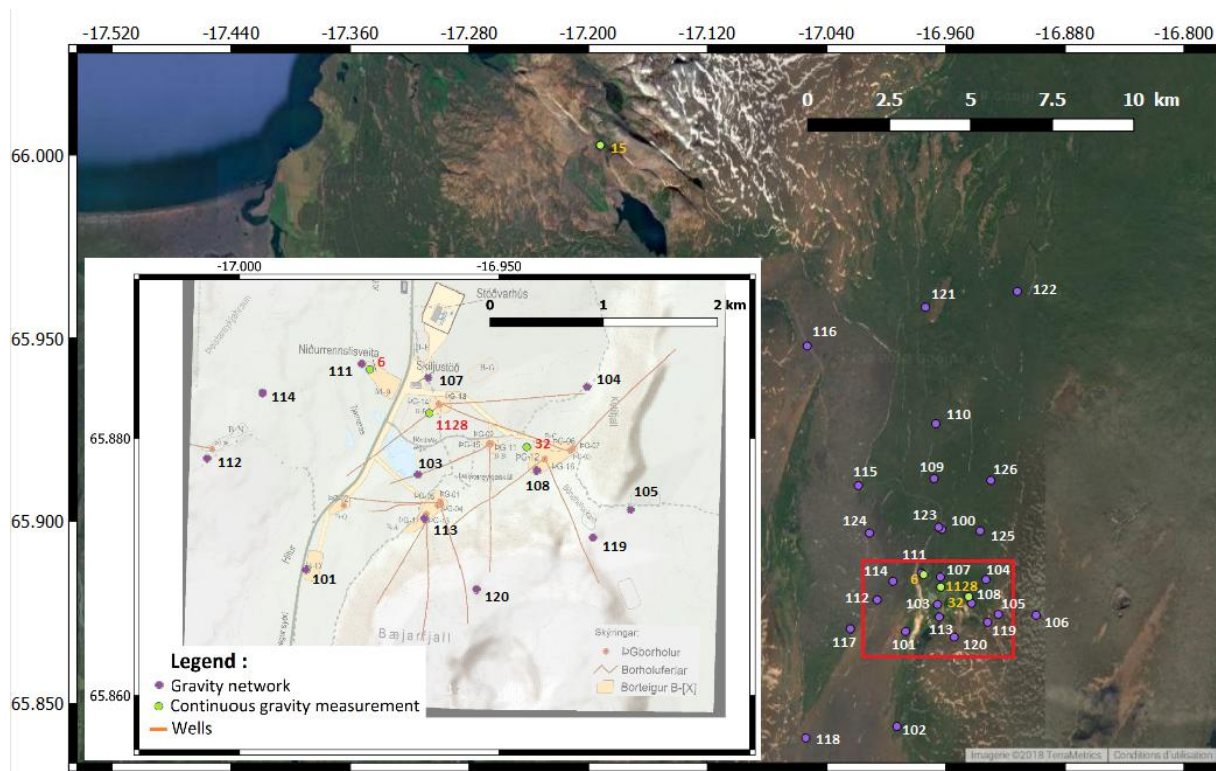 -17.520 -17.440 -17.360 -17.280 -17.200 -17.120 -17.040 -16.960 -16.880 -16.800
0 2.5 5 7.5 10 km
66.000
15
65.950
65.900
65.850
122
121
116
110
109
126
115
123 100
124
125
111
114 107 104
6
1128
112 103 32 108 105
106
119
117 113
101 120
102
118
-17.000 -16.950
65.880
65.860
Stöðvarhús
0 1 2 km
Niðurrennslisveita
6
111
Skiljustöð
107
104
114
1128
32
112
103
108
105
113
119
101
120
Bæjarfjall
Skýringar:
ÞGborholur
Borholuferlar
Borteigur B-[X]
Legend :
Gravity network
Continuous gravity measurement
Wells
Imagerie ©2018 TerraMetrics Conditions d'utilisation